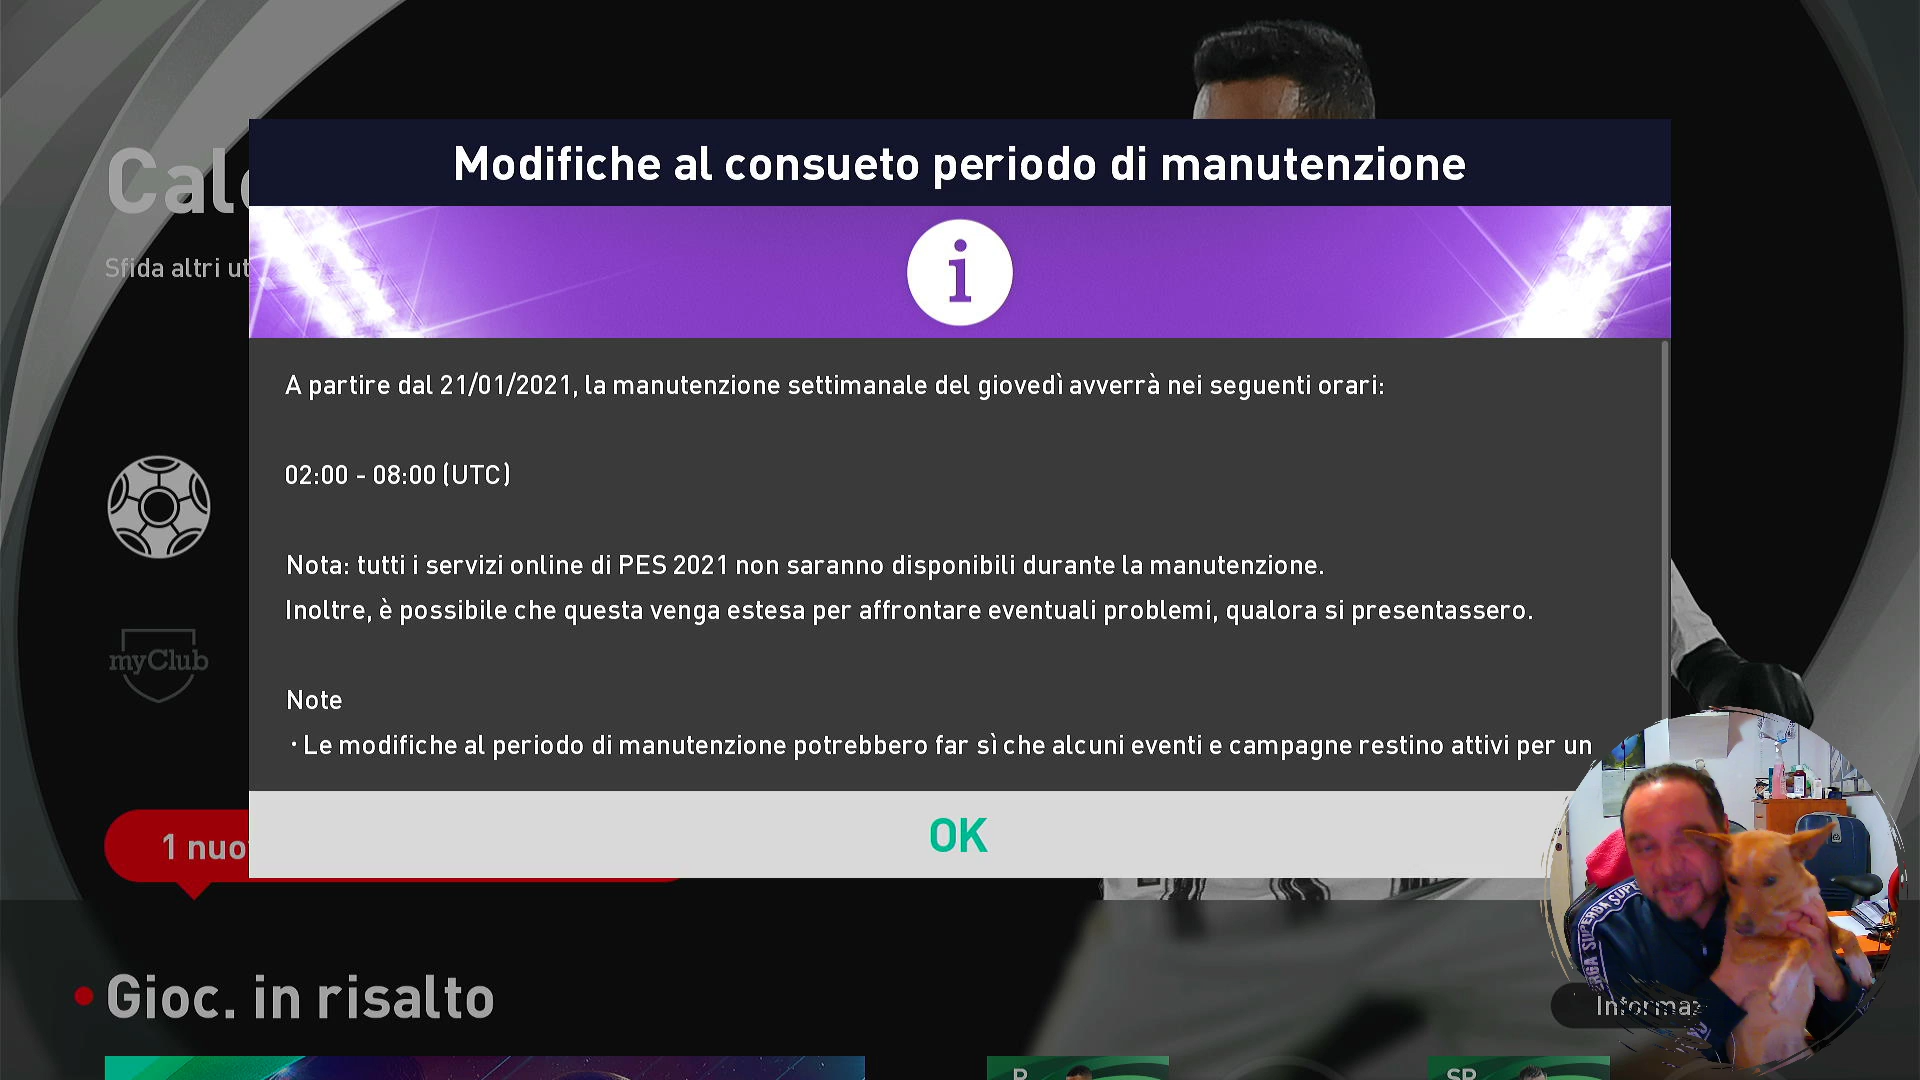 Modifiche al consueto periodo di manutenzione
i
Sfida altri
A partire dal 21/01/2021, la manutenzione settimanale del giovedì avverrà nei seguenti orari:
02:00 - 08:00 (UTC)
Nota: tutti i servizi online di PES 2021 non saranno disponibili durante la manutenzione.
Inoltre, è possibile che questa venga estesa per affrontare eventuali problemi, qualora si presentassero.
myClub
Note
・Le modifiche al periodo di manutenzione potrebbero far sì che alcuni eventi e campagne restino attivi per un
OK
1
Gioc. in risalto